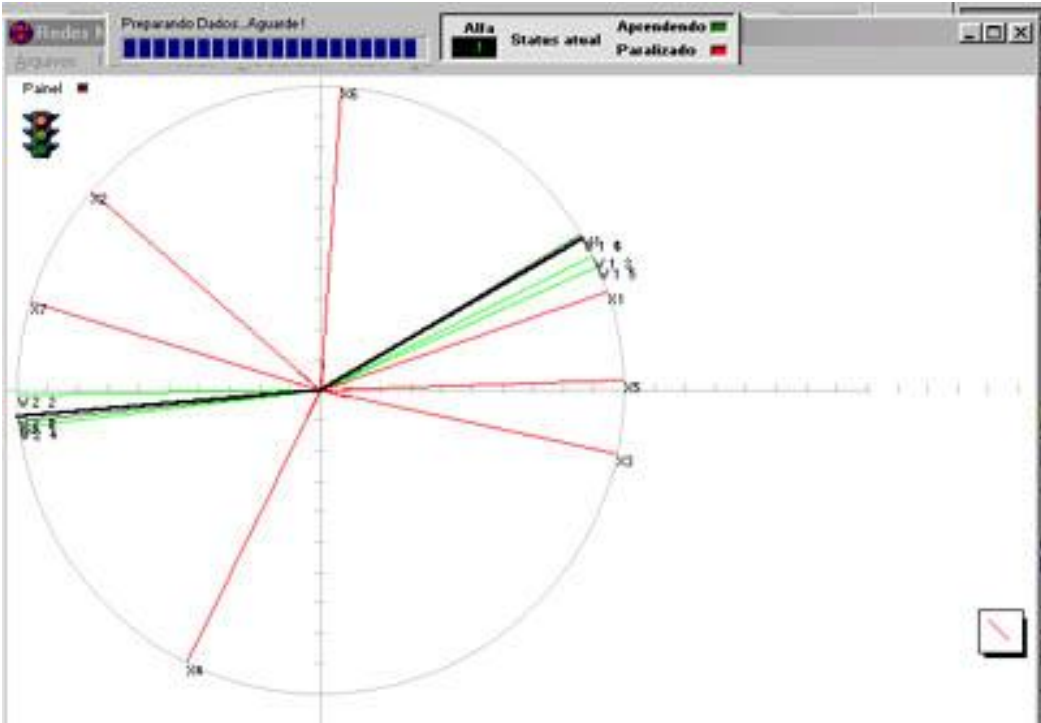 Preparando Dados...Aguarde!
Alfa
Status atual
Aprendendo
Paralizado
Redes N
Arquivos
Painel
X6
X2
X7
X1
X5
X3
X4
W 2 2